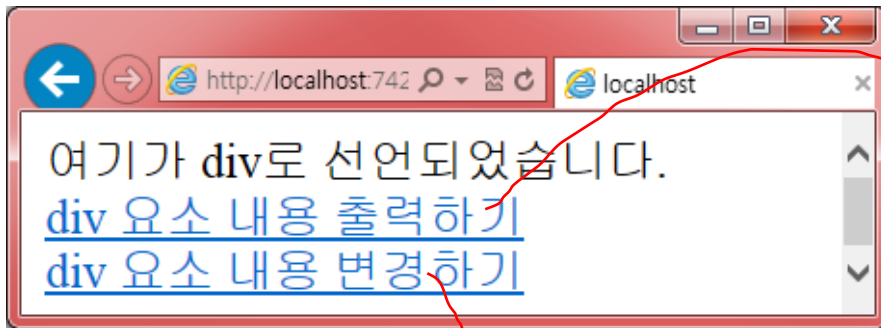 http://localhost:742
localhost
여기가 div로 선언되었습니다.
div 요소 내용 출력하기
div 요소 내용 변경하기